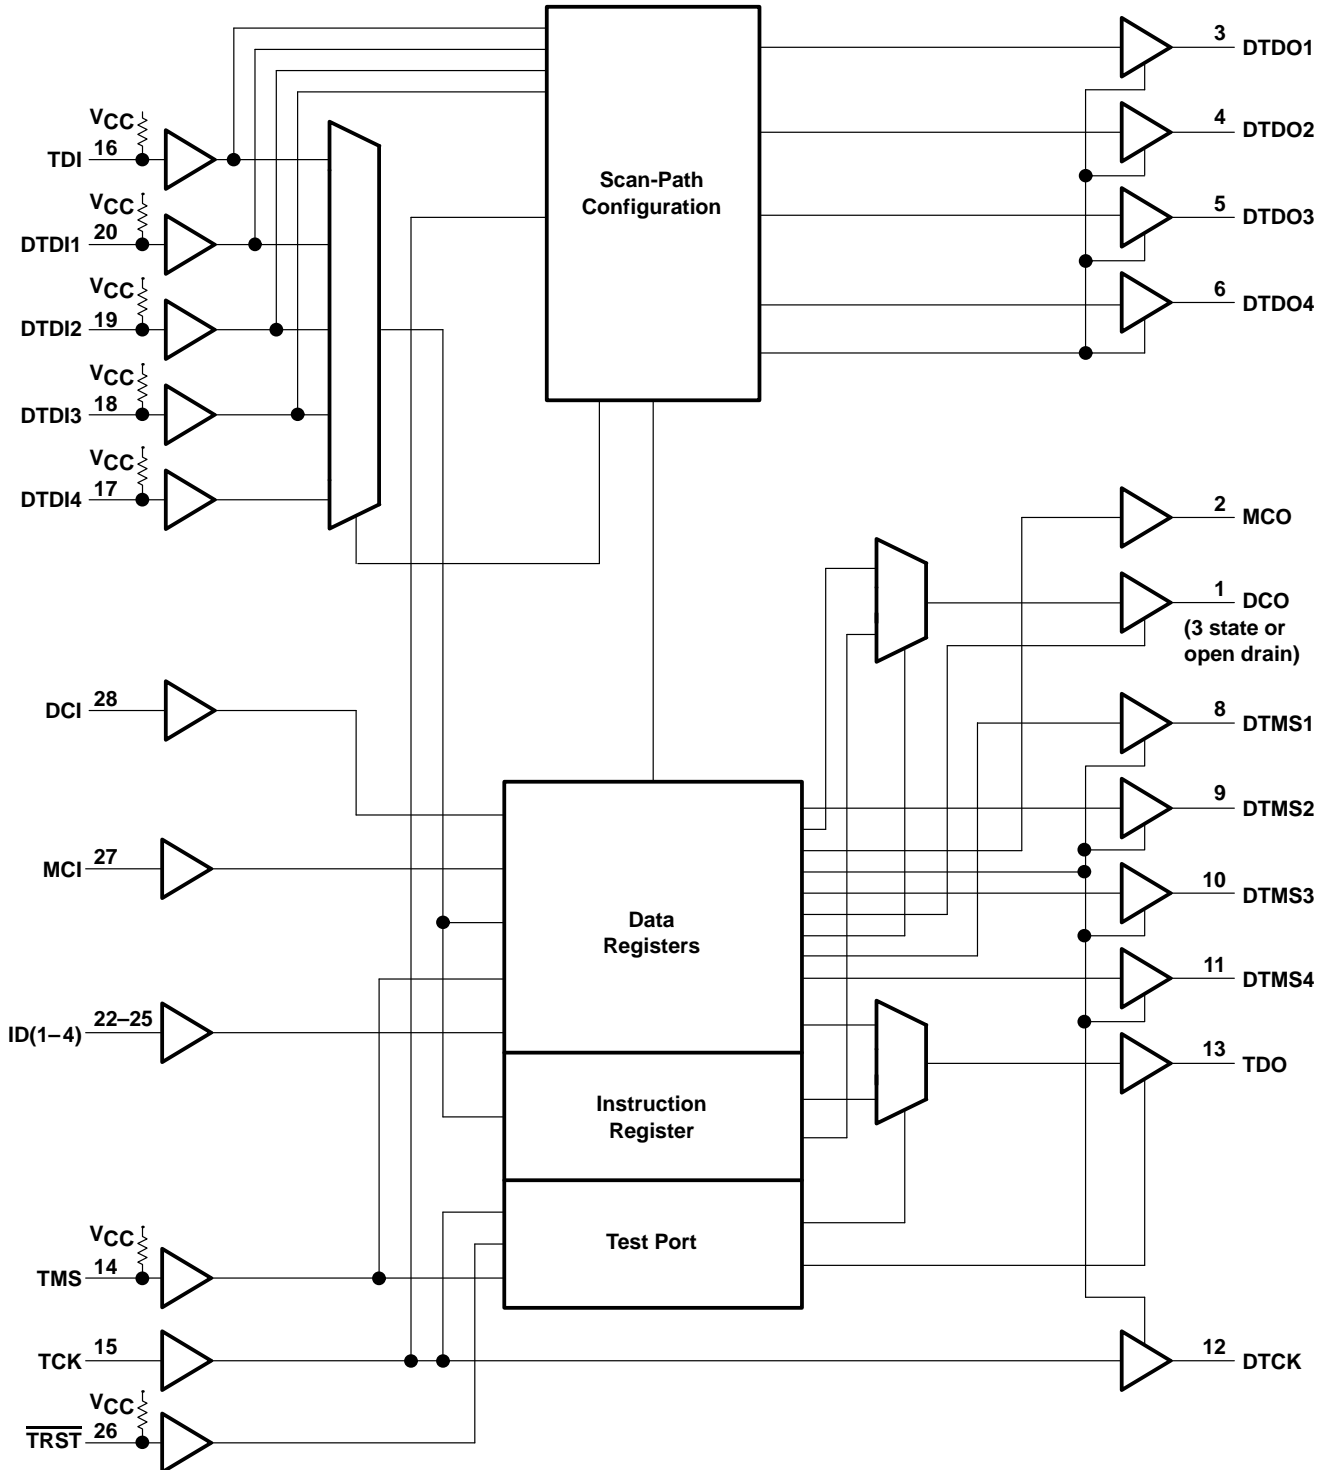 3 DTDO1
VCC
16
TDI
4 DTDO2
Scan-Path
Configuration
VCC
20
DTDI1
5 DTDO3
VCC
19
DTDI2
6 DTDO4
VCC
18
DTDI3
VCC
17
DTDI4
2 MCO
1 DCO
(3 state or
open drain)
DCI 28
8 DTMS1
9 DTMS2
MCI 27
10 DTMS3
Data
Registers
11 DTMS4
ID(1–4) 22–25
13 TDO
Instruction
Register
Test Port
VCC
14
TMS
TCK 15
12 DTCK
VCC
26
TRST